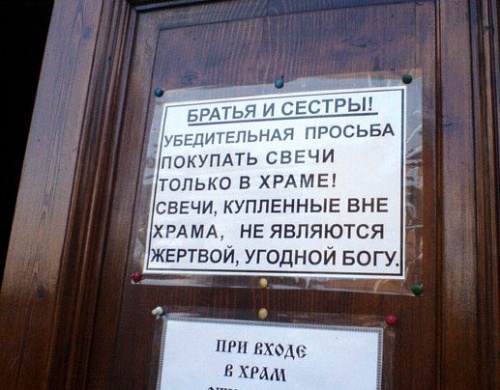 БРАТЬЯ И СЕСТРЫ!
УБЕДИТЕЛЬНАЯ ПРОСЬБА
ПОКУПАТЬ СВЕЧИ
ТОЛЬКО В ХРАМЕ!
СВЕЧИ, КУПЛЕННЫЕ ВНЕ
ХРАМА, НЕ ЯВЛЯЮТСЯ
ЖЕРТВОЙ, УГОДНОЙ БОГУ.
ПРИ ВХОДЕ
В ХРАМ